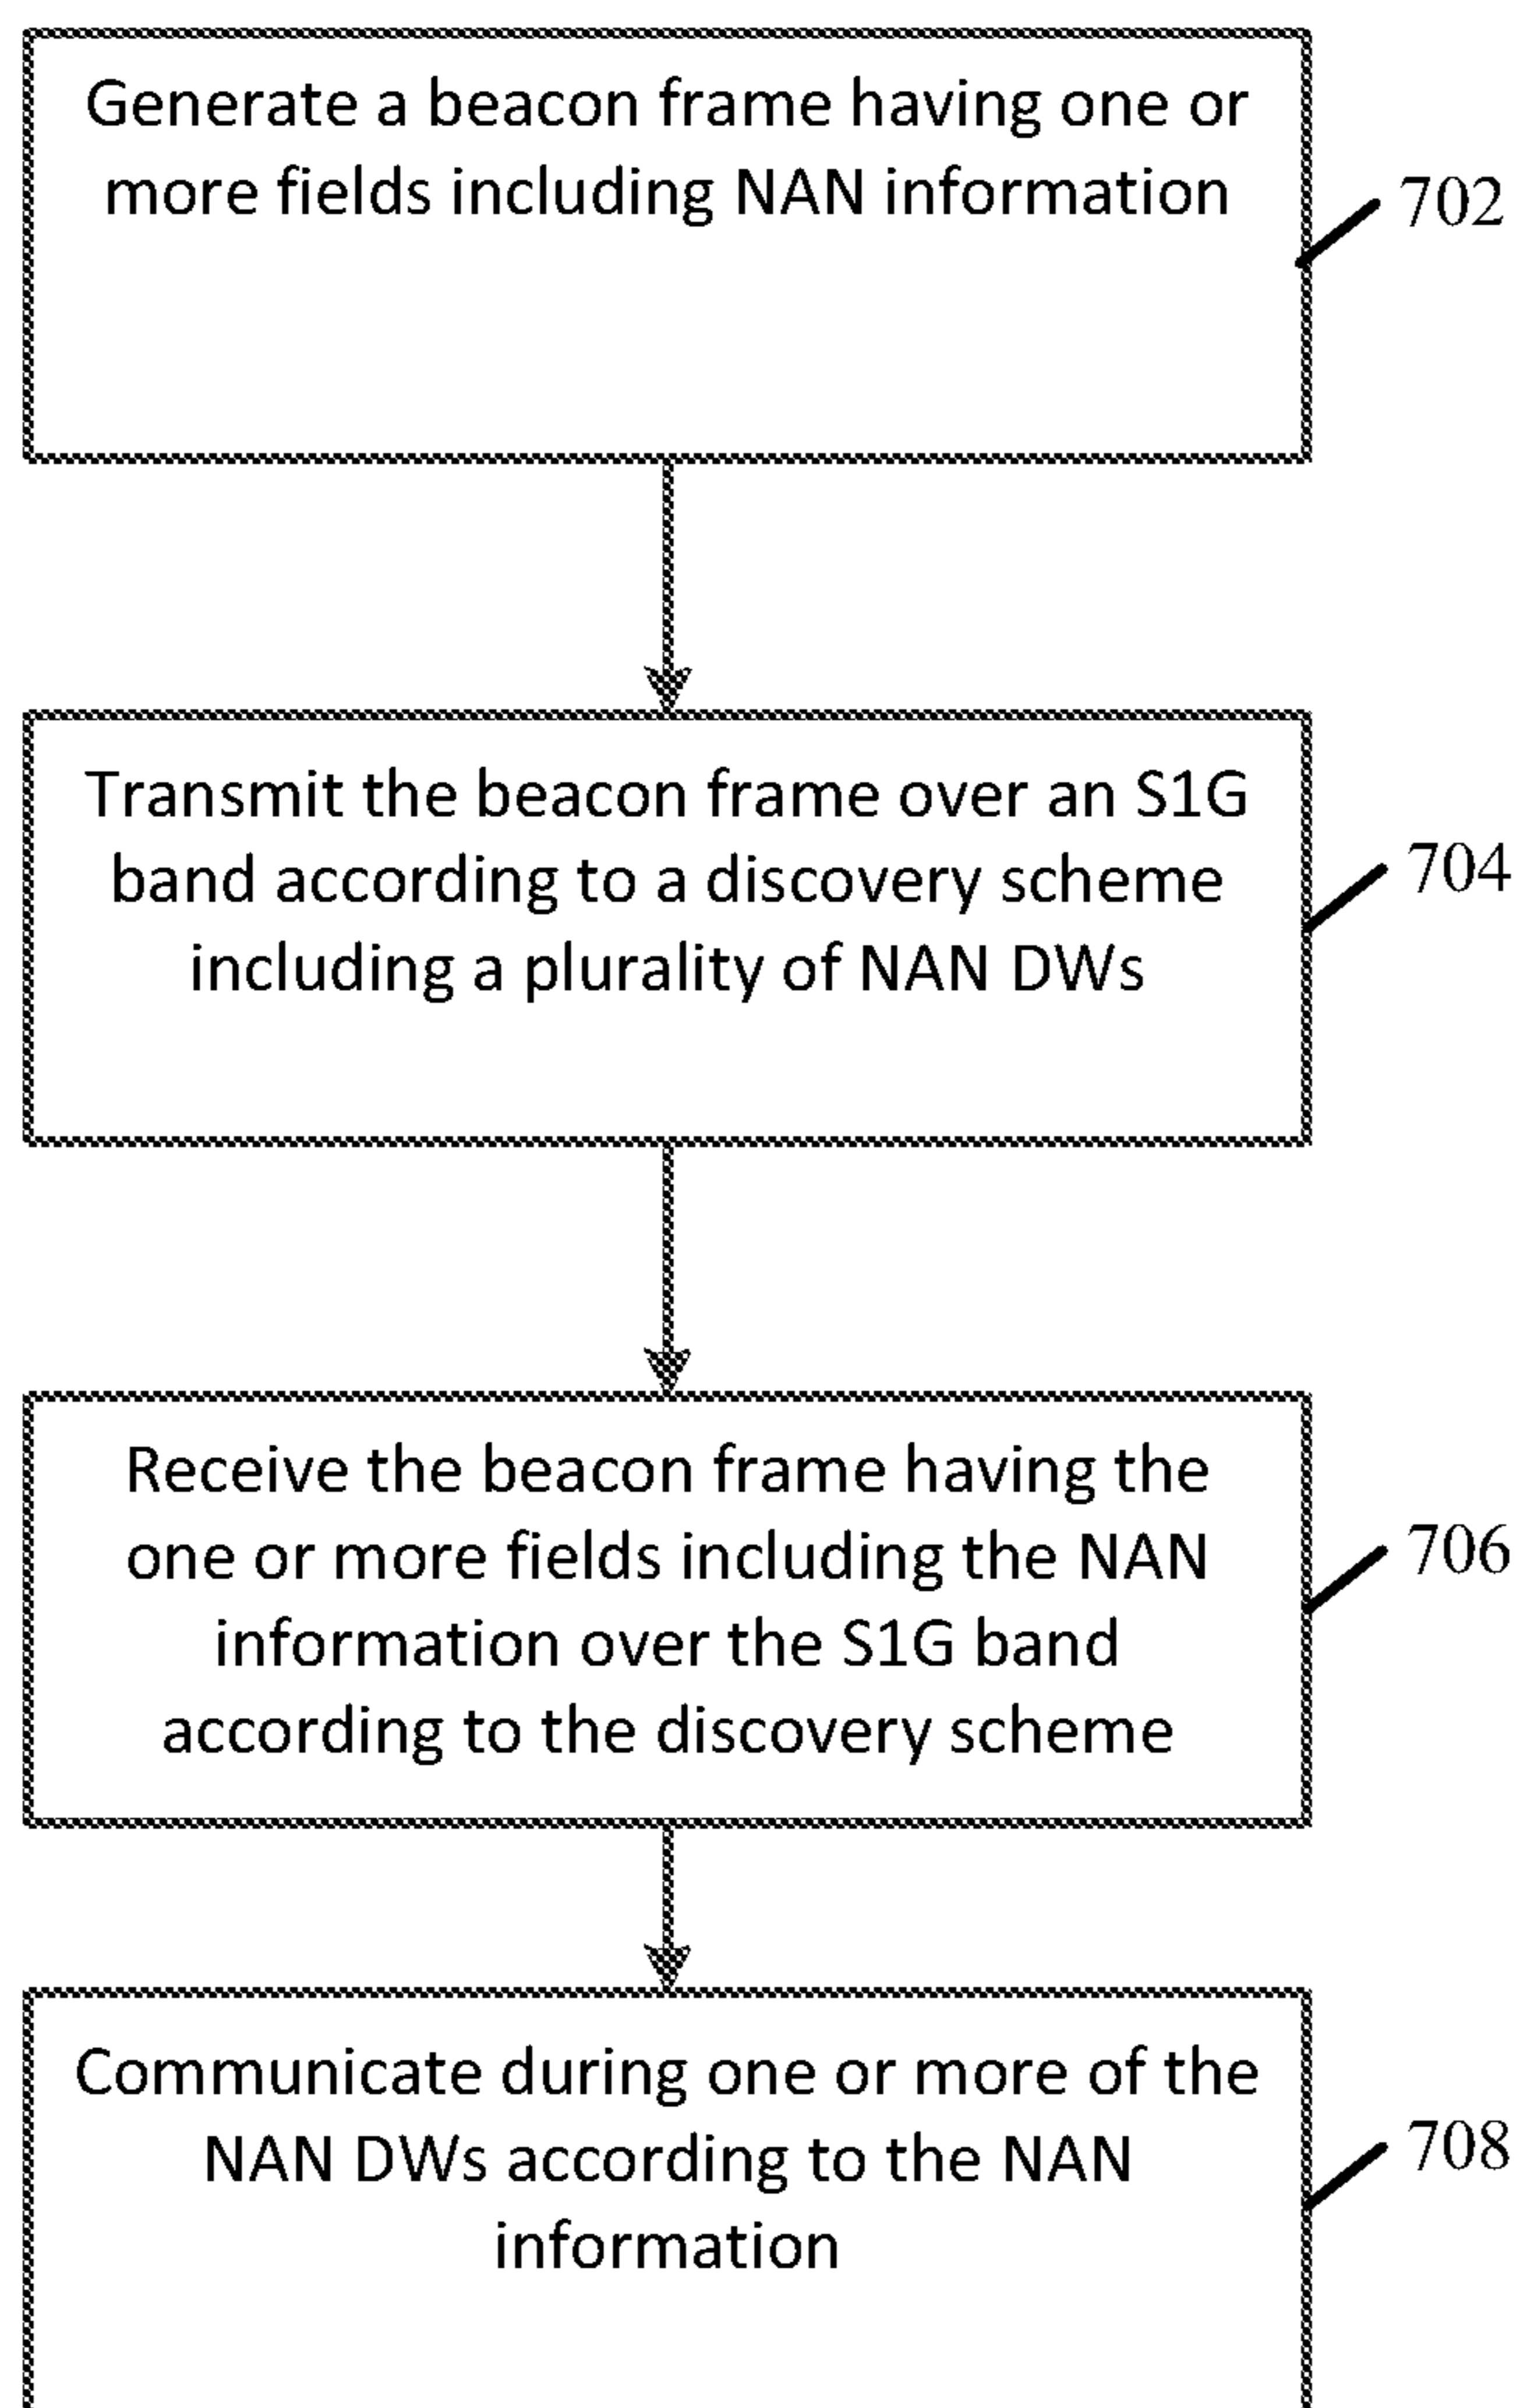 Generate a beacon frame having one or
more fields including NAN information
702
Transmit the beacon frame over an S1G
band according to a discovery scheme
including a plurality of NAN DWs
704
Receive the beacon frame having the
one or more fields including the NAN
information over the S1G band
according to the discovery scheme
706
Communicate during one or more of the
NAN DWs according to the NAN
information
708